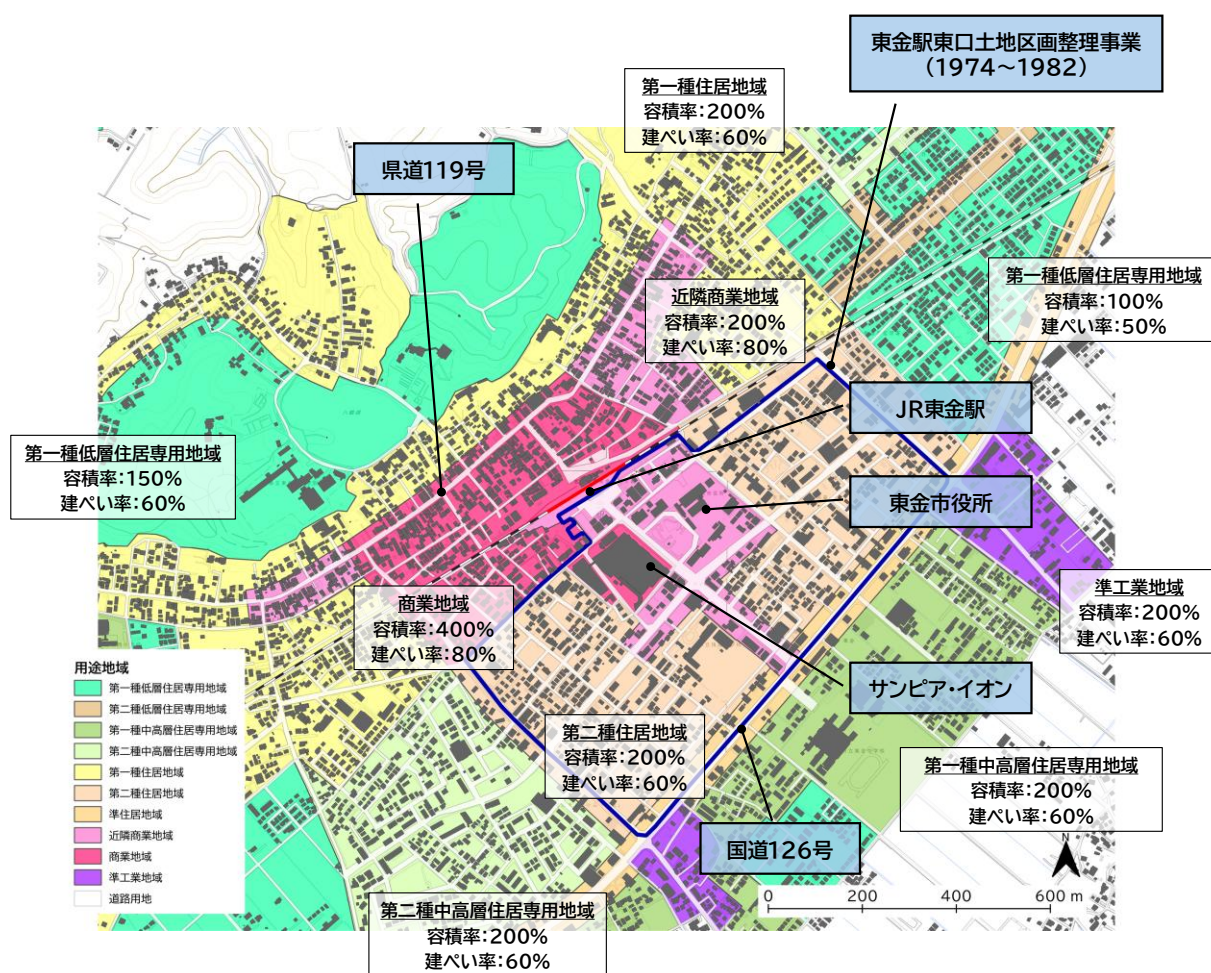 東金駅東口土地区画整理事業
(1974～1982)
第一種住居地域
容積率:200%
建ぺい率:60%
県道119号
第一種低層住居専用地域
容積率:100%
建ぺい率:50%
近隣商業地域
容積率:200%
建ぺい率:80%
JR東金駅
第一種低層住居専用地域
容積率:150%
建ぺい率:60%
東金市役所
準工業地域
容積率:200%
建ぺい率:60%
商業地域
容積率:400%
建ぺい率:80%
サンピア・イオン
用途地域
第一種低層住居専用地域
第二種低層住居専用地域
第一種中高層住居専用地域
第二種中高層住居専用地域
第一種住居地域
第二種住居地域
準住居地域
近隣商業地域
商業地域
準工業地域
道路用地
第二種住居地域
容積率:200%
建ぺい率:60%
第一種中高層住居専用地域
容積率:200%
建ぺい率:60%
国道126号
N
0 200 400 600 m
第二種中高層住居専用地域
容積率:200%
建ぺい率:60%